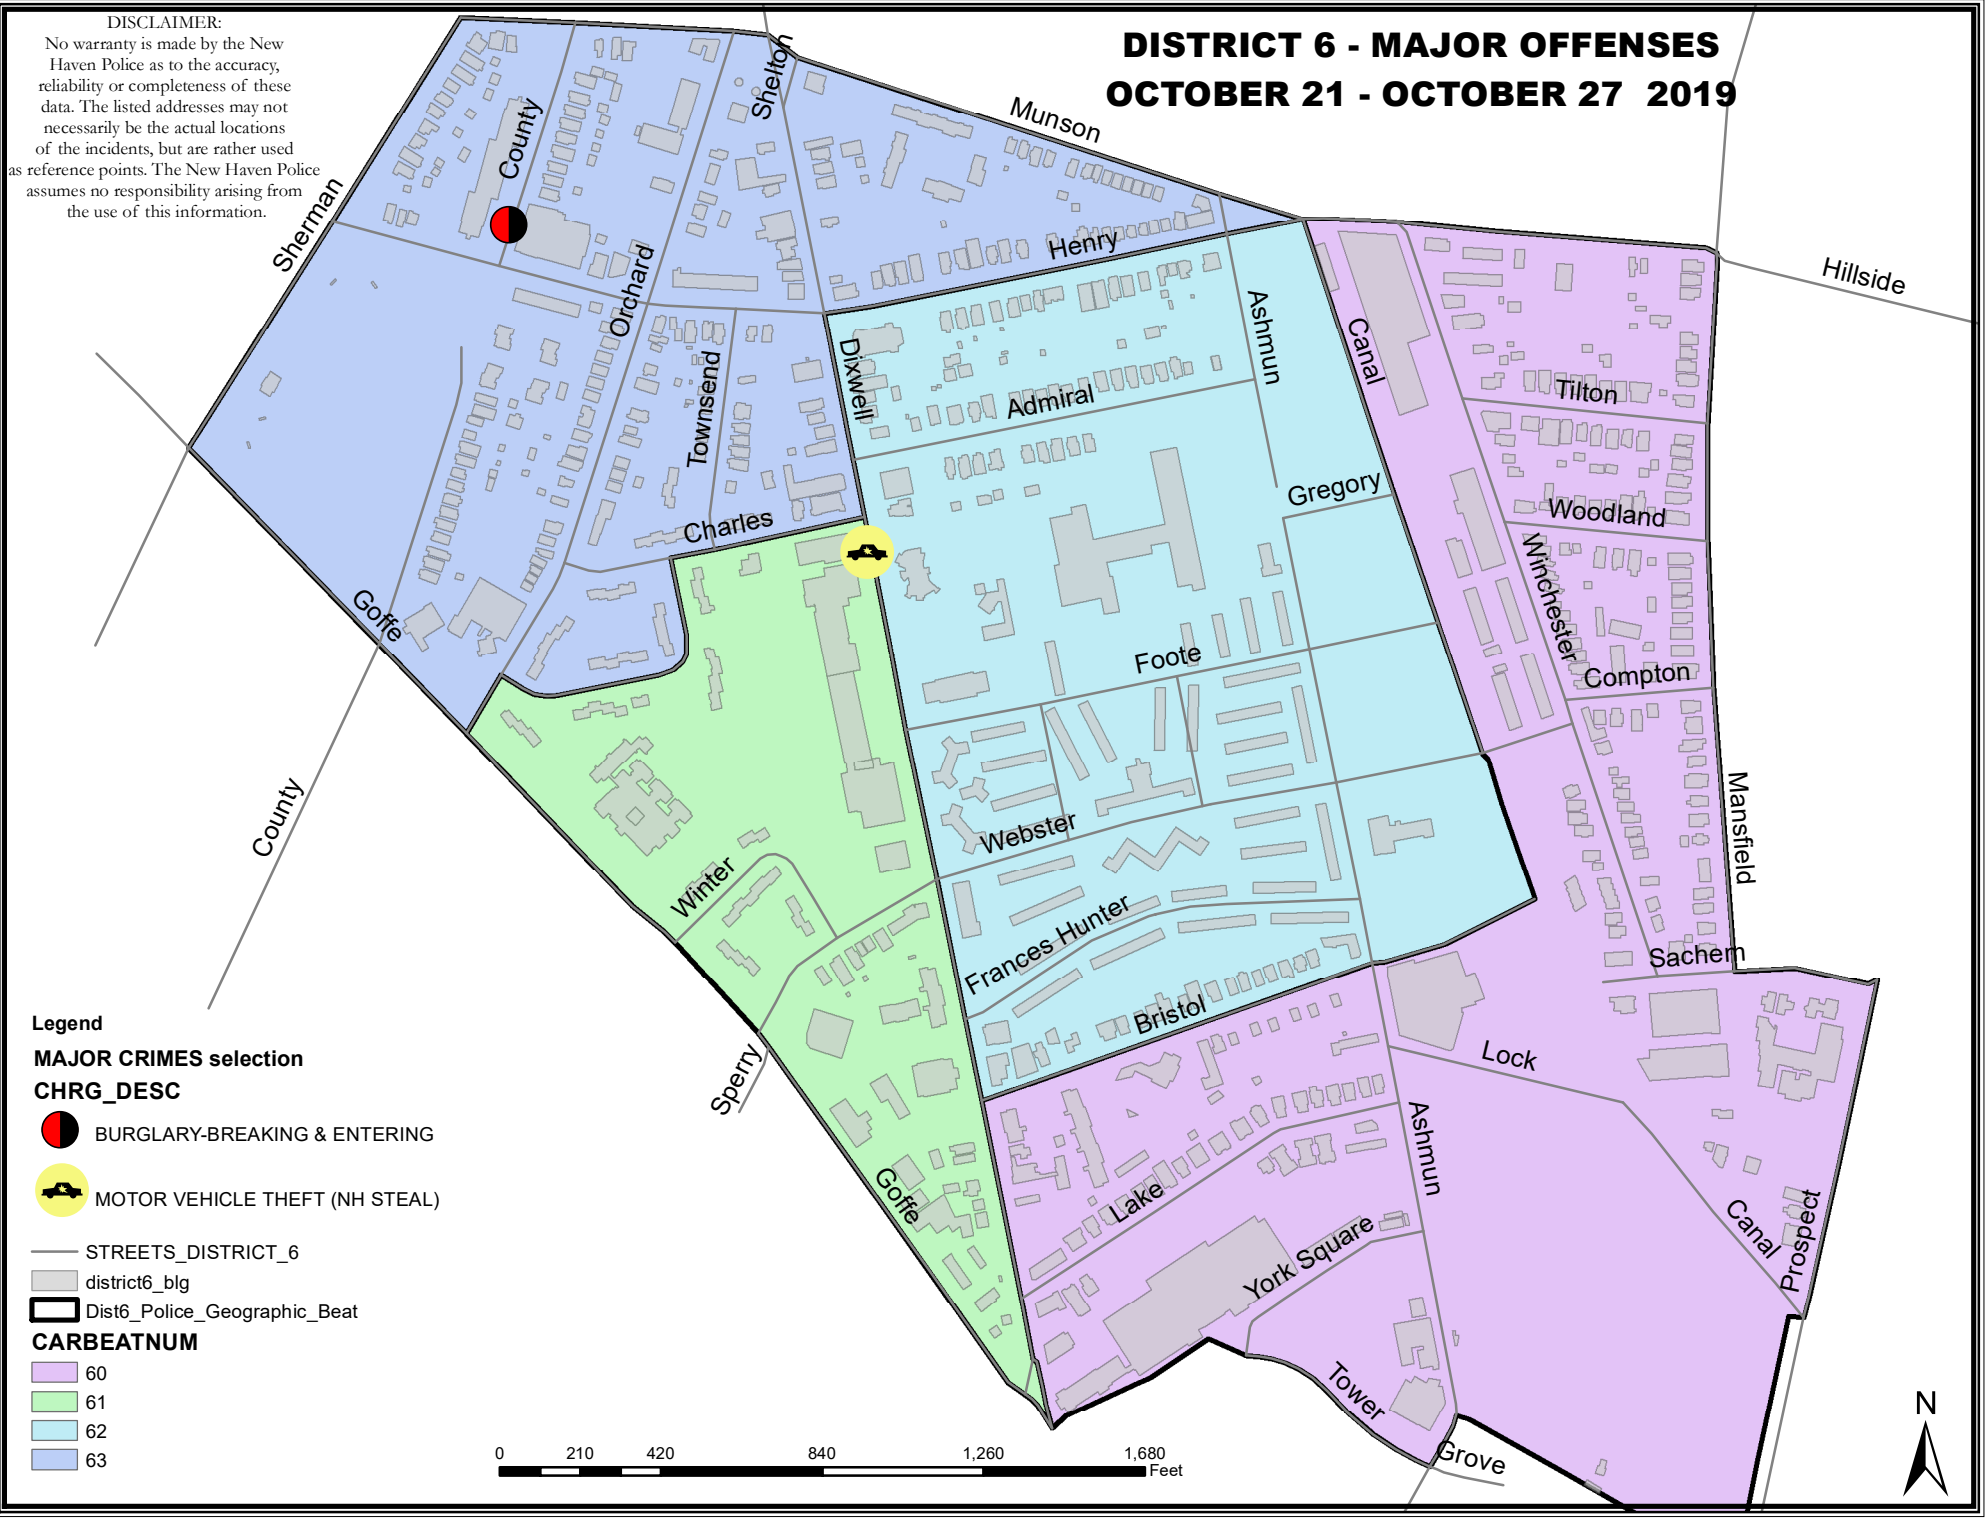 DISCLAIMER:
No warranty is made by the New
Haven Police as to the accuracy,
reliability or completeness of these
data. The listed addresses may not
necessarily be the actual locations
of the incidents, but are rather used
as reference points. The New Haven Police
assumes no responsibility arising from
the use of this information.
DISTRICT 6 - MAJOR OFFENSES
OCTOBER 21 - OCTOBER 27 2019
Shelton
Munson
County
Sherman
Orchard
Henry
Hillside
Ashmun
Canal
Dixwell
Townsend
Admiral
Tilton
Gregory
Woodland
Charles
Winchester
Goffe
Foote
Compton
County
Webster
Mansfield
Winter
Frances Hunter
Sachem
Bristol
Lock
Sperry
Ashmun
Goffe
Lake
Canal
Prospect
York Square
Tower
Grove
Legend
MAJOR CRIMES selection
CHRG_DESC
BURGLARY-BREAKING & ENTERING
MOTOR VEHICLE THEFT (NH STEAL)
STREETS_DISTRICT_6
district6_blg
Dist6_Police_Geographic_Beat
CARBEATNUM
60
61
62
63
0 210 420 840 1,260 1,680
Feet
N